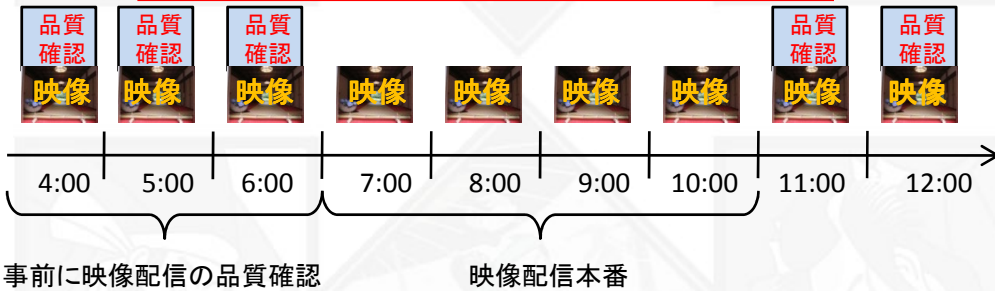 品質 品質 品質 品質 品質
確認 確認 確認 確認 確認
映像 映像 映像 映像 映像 映像 映像 映像 映像
4:00 5:00 6:00 7:00 8:00 9:00 10:00 11:00 12:00
事前に映像配信の品質確認 映像配信本番